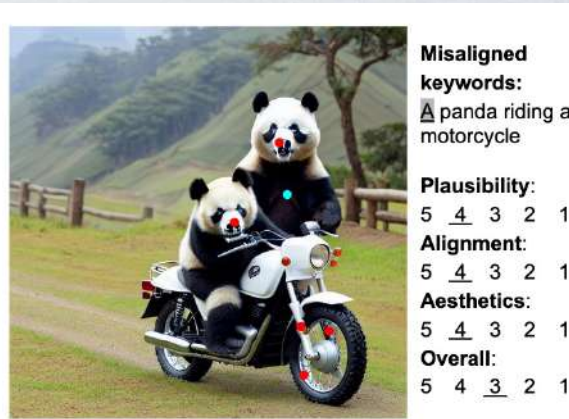 Misaligned
keywords:
A panda riding a
motorcycle
Plausibility:
5 4 3 2 1
Alignment:
5 4 3 2 1
Aesthetics:
5 4 3 2 1
Overall:
5 4 3 2 1